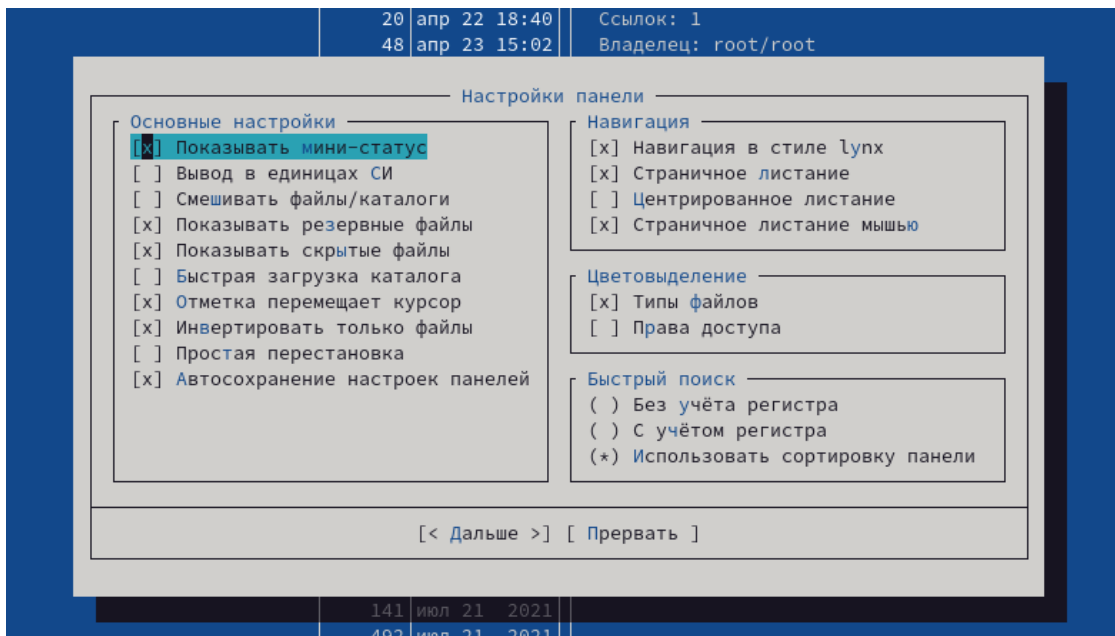 20 апр 22 18:40 Ссылок: 1
48 апр 23 15:02 Владелец: root/root
Настройки панели
Основные настройки
[x] Показывать мини-статус
[ ] Вывод в единицах СИ
[ ] Смешивать файлы/каталоги
[x] Показывать резервные файлы
[x] Показывать скрытые файлы
[ ] Быстрая загрузка каталога
[x] Отметка перемещает курсор
[x] Инвертировать только файлы
[ ] Простая перестановка
[x] Автосохранение настроек панелей
Навигация
[x] Навигация в стиле lynx
[x] Страничное листание
[ ] Центрированное листание
[x] Страничное листание мышью
Цветовыделение
[x] Типы файлов
[ ] Права доступа
Быстрый поиск
( ) Без учёта регистра
( ) С учётом регистра
(*) Использовать сортировку панели
[< Дальше >] [ Прервать ]
141 июл 21 2021
492 июл 21 2021